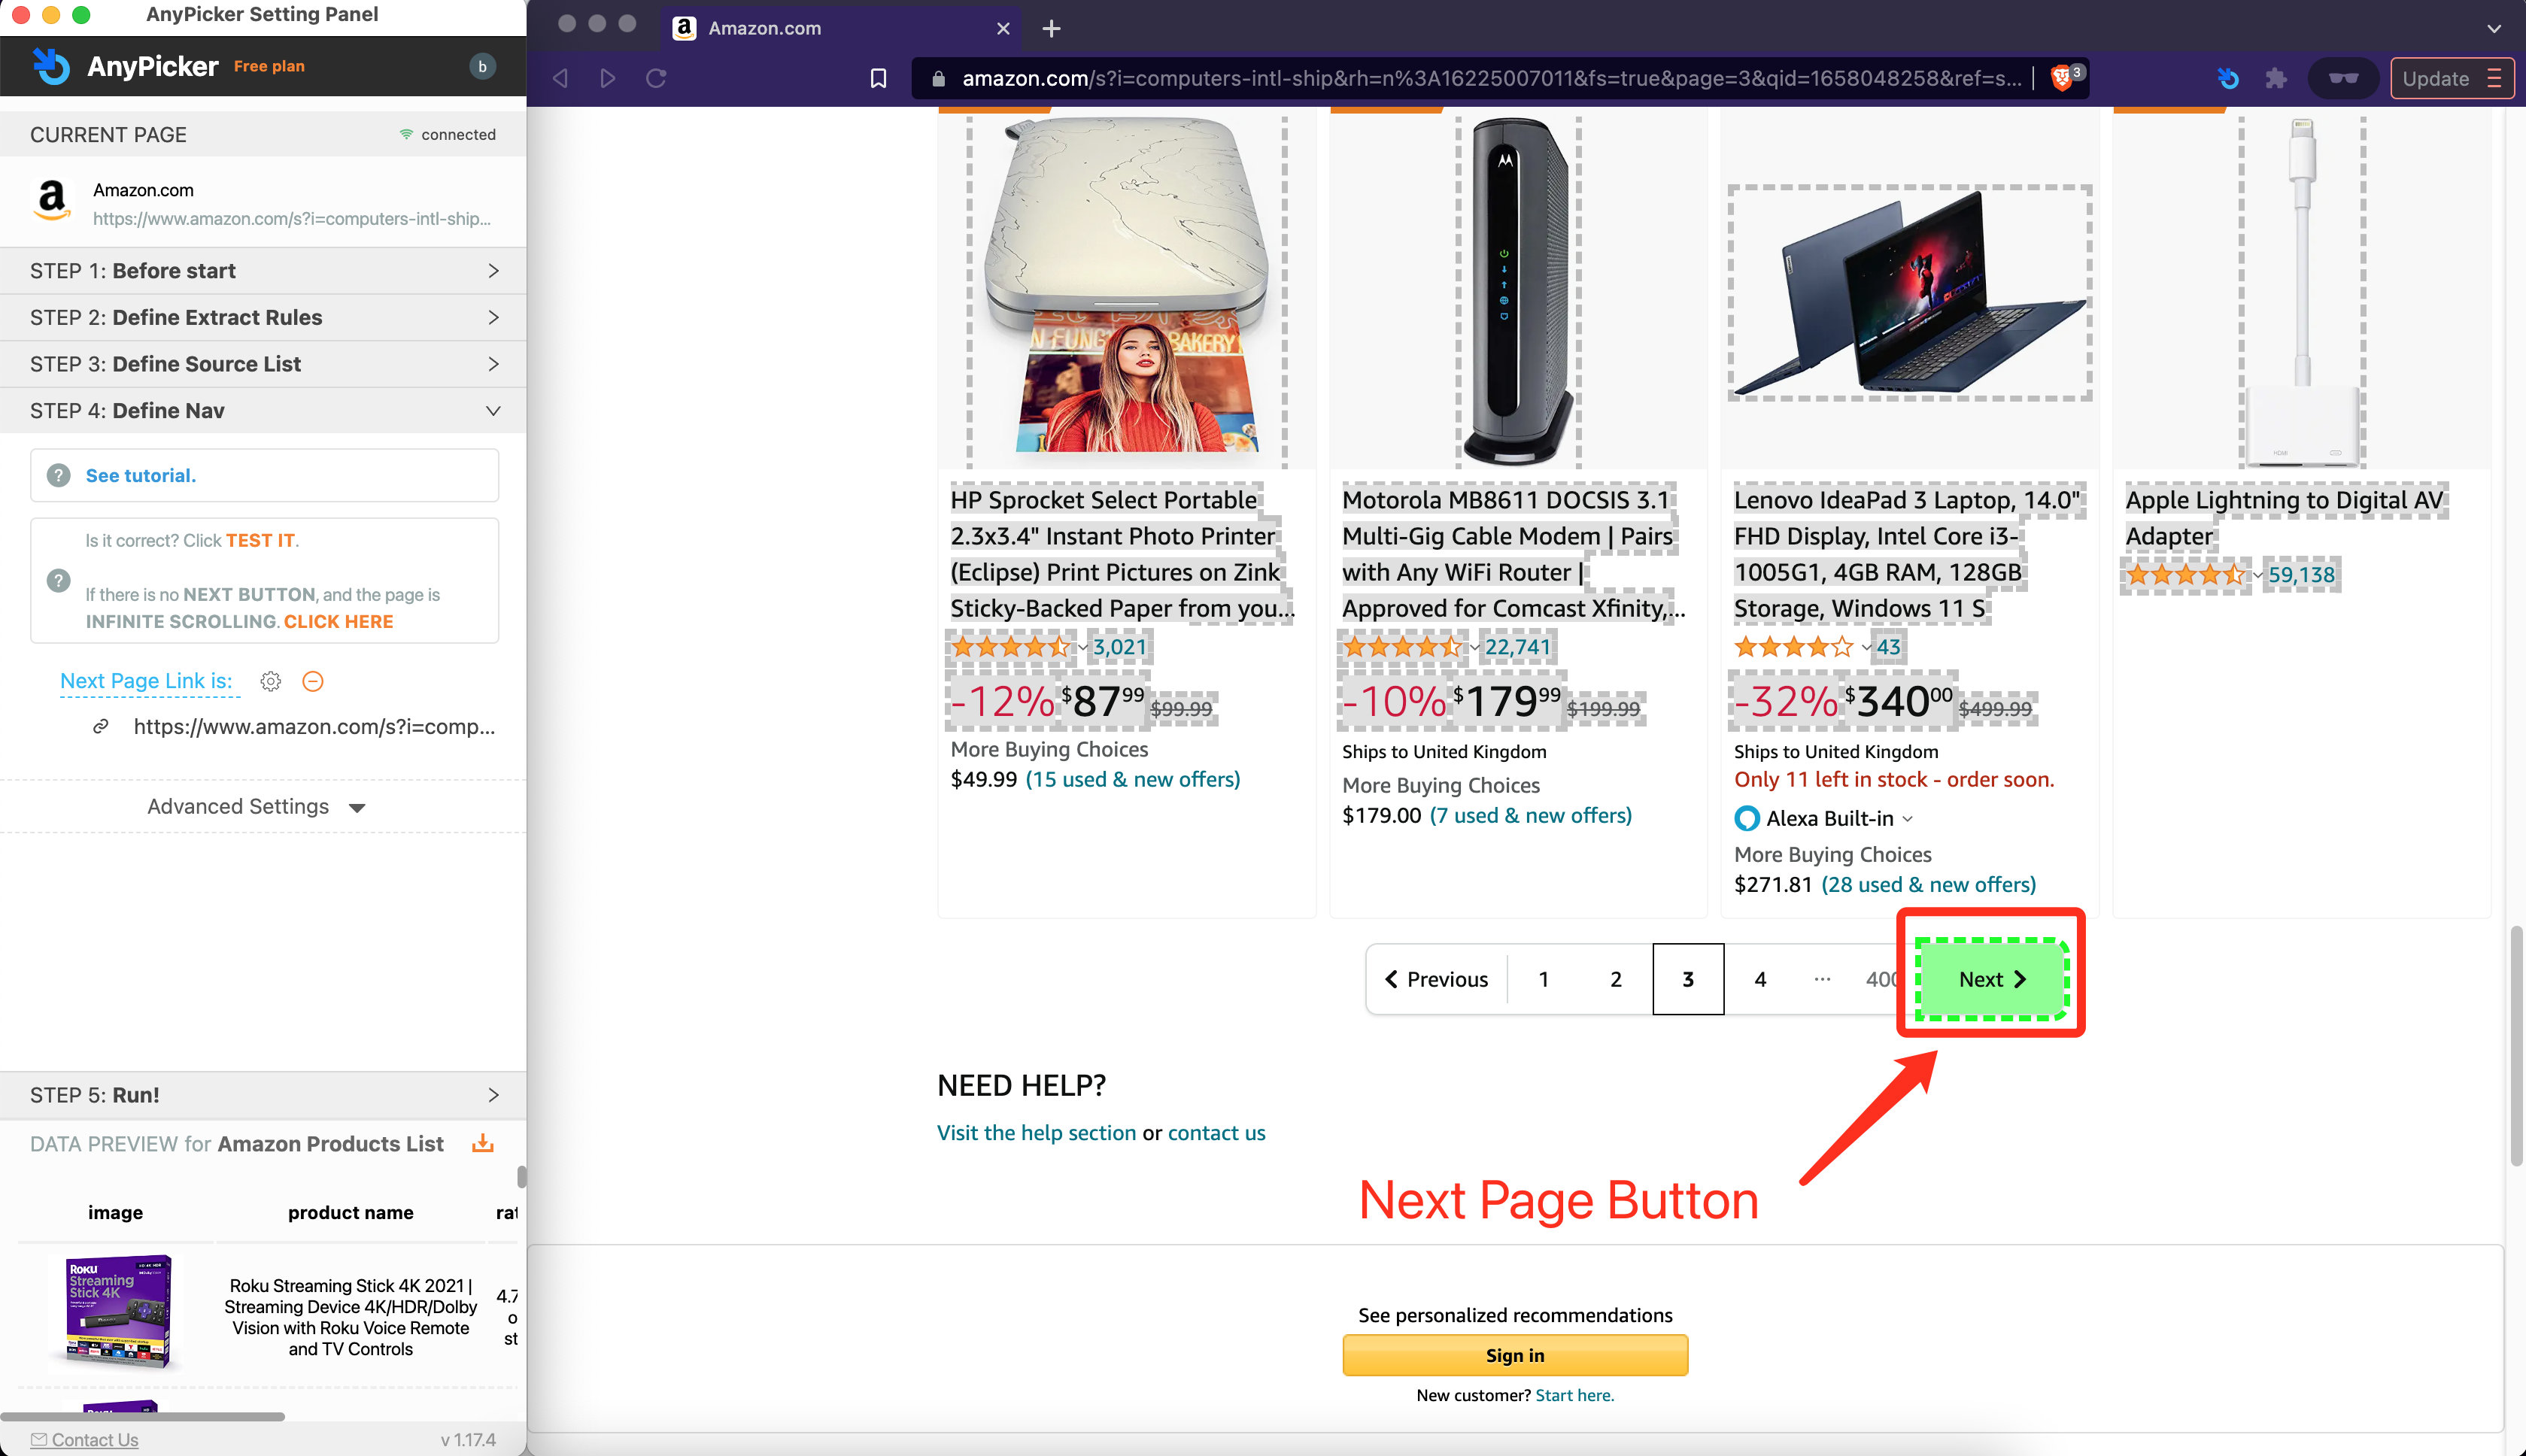 AnyPicker Setting Panel
AnyPicker Free plan b
CURRENT PAGE connected
Amazon.com
https://www.amazon.com/s?i=computers-intl-ship...
STEP 1: Before start
STEP 2: Define Extract Rules
STEP 3: Define Source List
STEP 4: Define Nav
? See tutorial.
Is it correct? Click TEST IT.
?
If there is no NEXT BUTTON, and the page is
INFINITE SCROLLING. CLICK HERE
Next Page Link is:
https://www.amazon.com/s?i=comp...
Advanced Settings
STEP 5: Run!
DATA PREVIEW for Amazon Products List
image product name rat
Roku
Streaming
Stick 4K
Roku Streaming Stick 4K 2021 |
Streaming Device 4K/HDR/Dolby
Vision with Roku Voice Remote
and TV Controls
4.7
o
st
Contact Us v 1.17.4
a Amazon.com
amazon.com/s?i=computers-intl-ship&rh=n%3A16225007011&fs=true&page=3&qid=1658048258&ref=s... 3 Update
HP Sprocket Select Portable
2.3x3.4" Instant Photo Printer
(Eclipse) Print Pictures on Zink
Sticky-Backed Paper from you...
3,021
-12% $8799 $99.99
More Buying Choices
$49.99 (15 used & new offers)
Motorola MB8611 DOCSIS 3.1
Multi-Gig Cable Modem | Pairs
with Any WiFi Router |
Approved for Comcast Xfinity,...
22,741
-10% $17999 $199.99
Ships to United Kingdom
More Buying Choices
$179.00 (7 used & new offers)
Lenovo IdeaPad 3 Laptop, 14.0"
FHD Display, Intel Core i3-
1005G1, 4GB RAM, 128GB
Storage, Windows 11 S
43
-32% $34000 $499.99
Ships to United Kingdom
Only 11 left in stock - order soon.
Alexa Built-in
More Buying Choices
$271.81 (28 used & new offers)
HDMI
Apple Lightning to Digital AV
Adapter
59,138
Previous 1 2 3 4 ... 400 Next
NEED HELP?
Visit the help section or contact us
Next Page Button
See personalized recommendations
Sign in
New customer? Start here.